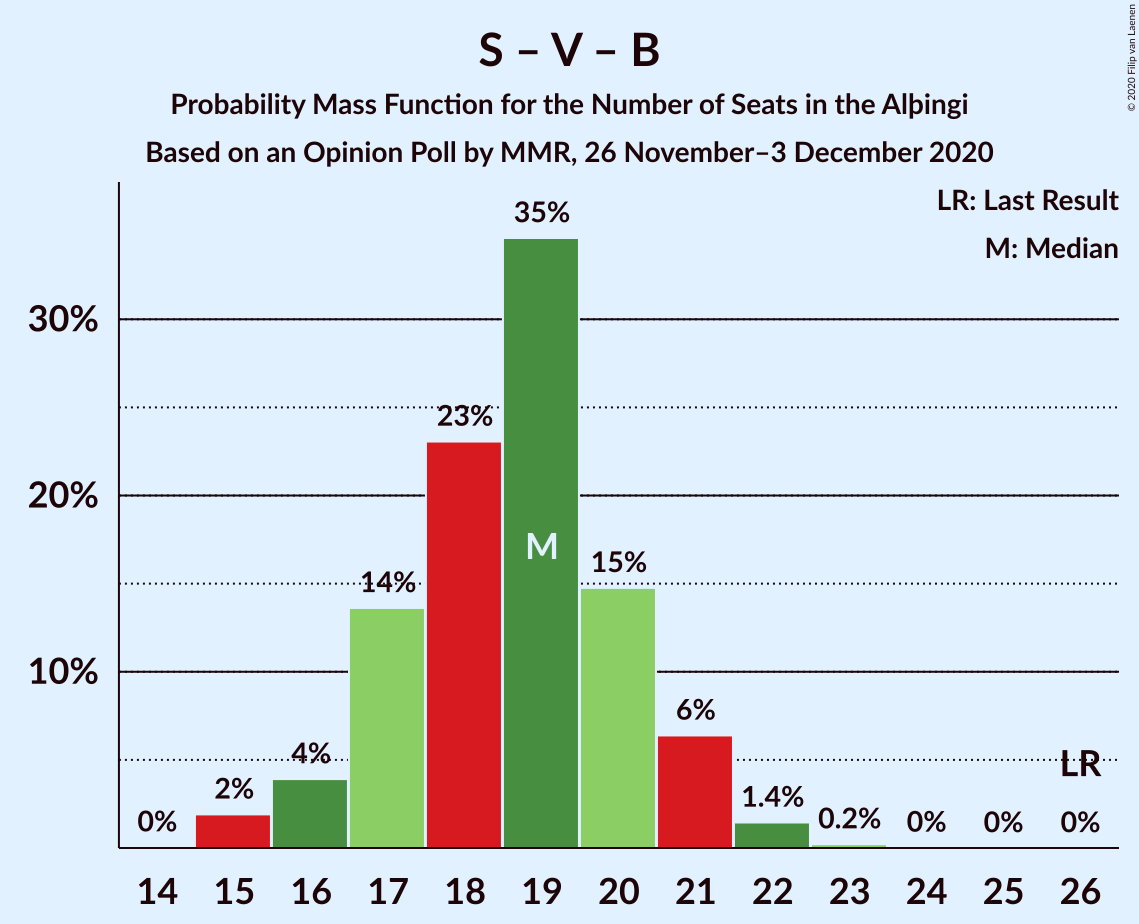 S – V – B
Probability Mass Function for the Number of Seats in the Alþingi
Based on an Opinion Poll by MMR, 26 November–3 December 2020
© 2020 Filip van Laenen
LR: Last Result
M: Median
35%
30%
23%
20%
M
15%
14%
10%
6%
4%
LR
2%
1.4%
0%
0.2%
0%
0%
0%
14 15 16 17 18 19 20 21 22 23 24 25 26